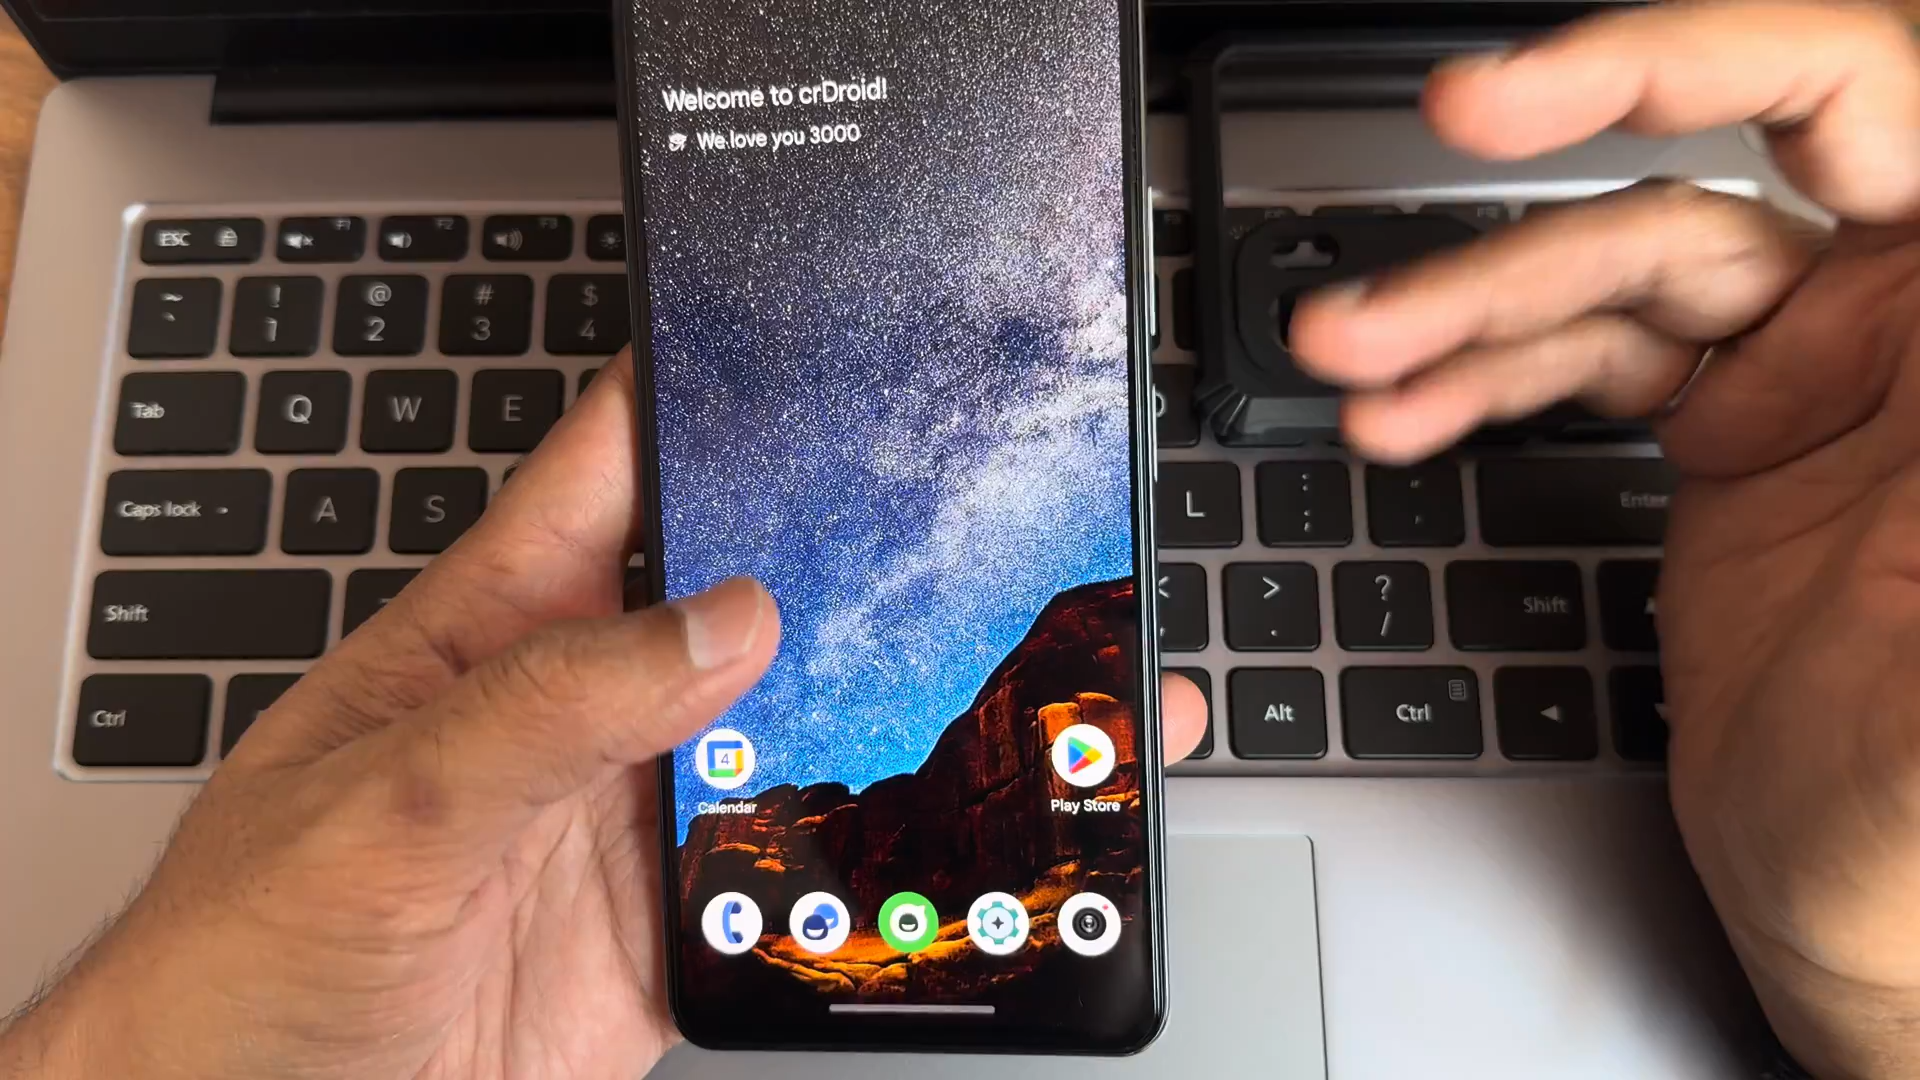 Welcome to crDroid!
We love you 3000
ESC
F1
F2
F3
~
`
!
1
@
2
#
3
$
4
Tab
Q
W
E
Caps lock
A
S
L
:
;
"
'
Enter
Shift
<
,
>
.
?
/
Shift
Ctrl
Alt
Ctrl
4
Calendar
Play Store